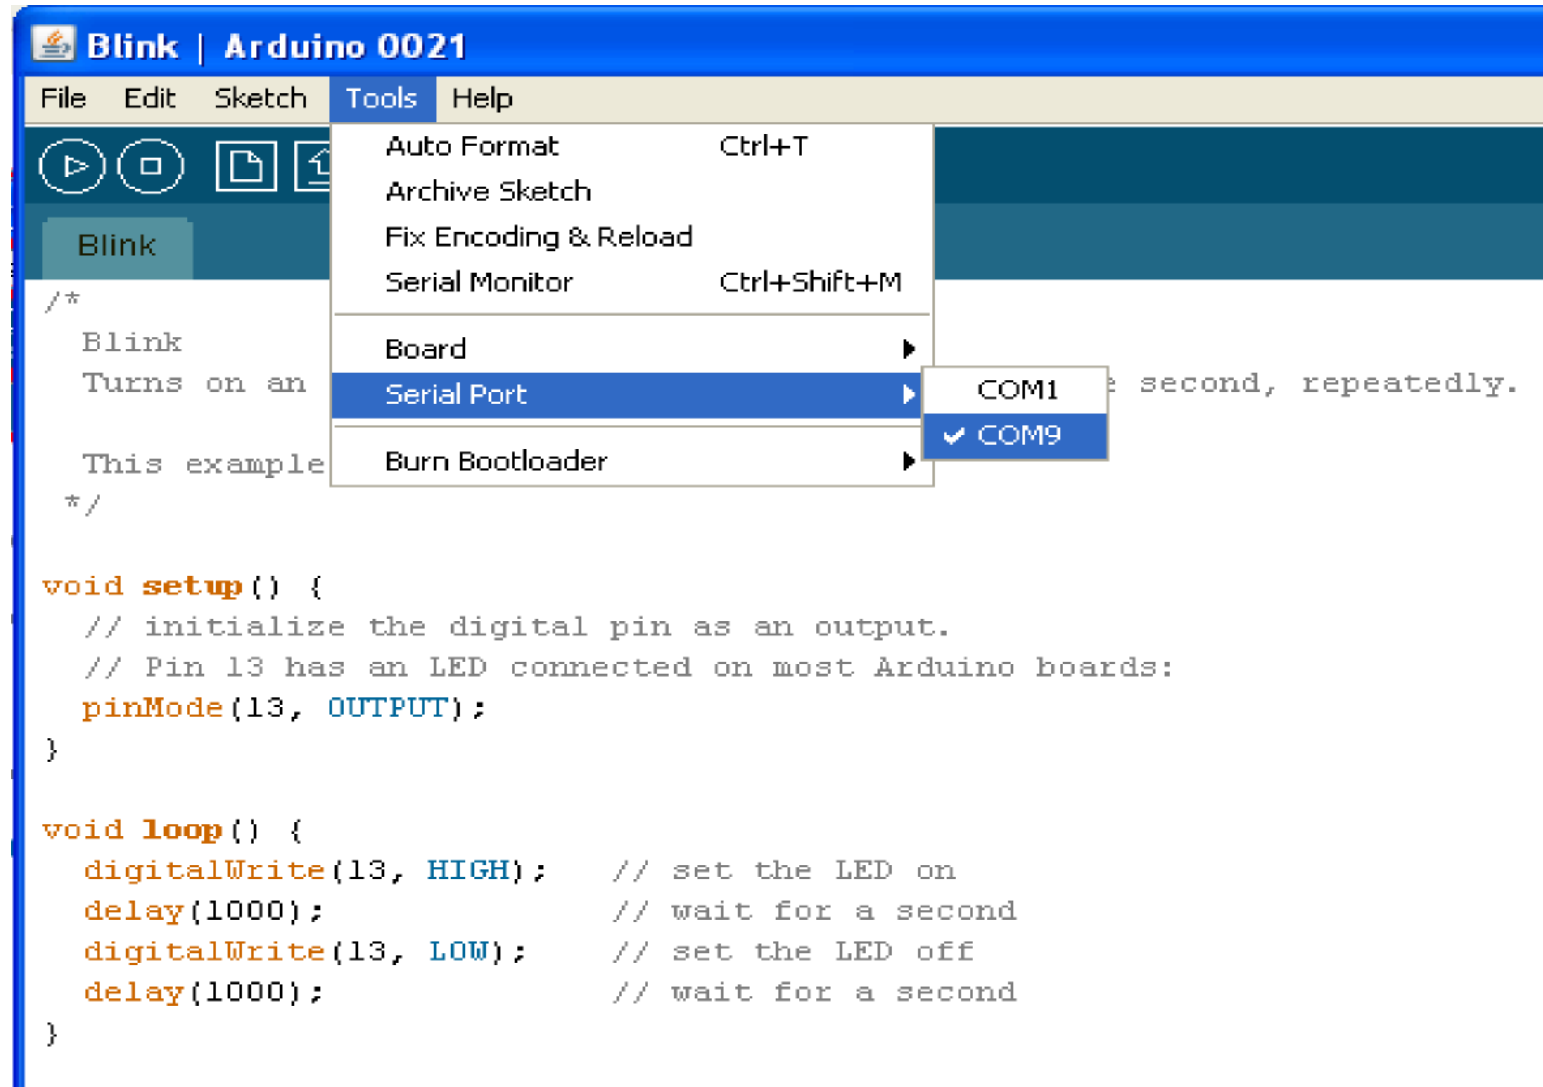 Blink | Arduino 0021
File Edit Sketch Tools Help
Auto Format Ctrl+T
Archive Sketch
Fix Encoding & Reload
Serial Monitor Ctrl+Shift+M
Board
Serial Port
Burn Bootloader
COM1
COM9
Blink
/*
Blink
Turns on an second, repeatedly.
This example
*/
void setup() {
// initialize the digital pin as an output.
// Pin 13 has an LED connected on most Arduino boards:
pinMode(13, OUTPUT);
}
void loop() {
digitalWrite(13, HIGH); // set the LED on
delay(1000); // wait for a second
digitalWrite(13, LOW); // set the LED off
delay(1000); // wait for a second
}